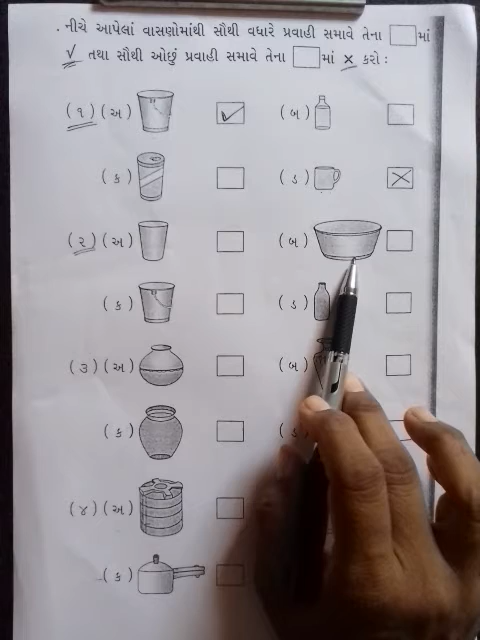 . નીચે આપેલાં વાસણોમાંથી સૌથી વધારે પ્રવાહી સમાવે તેના માં
✓ તથા સૌથી ઓછું પ્રવાહી સમાવે તેના માં × કરો :
(૧) (અ) ✓ (બ)
(ક) (ડ) ×
(૨) (અ) (બ)
(ક) (ડ)
(૩) (અ) (બ)
(ક) (ડ
(૪) (અ)
(ક)